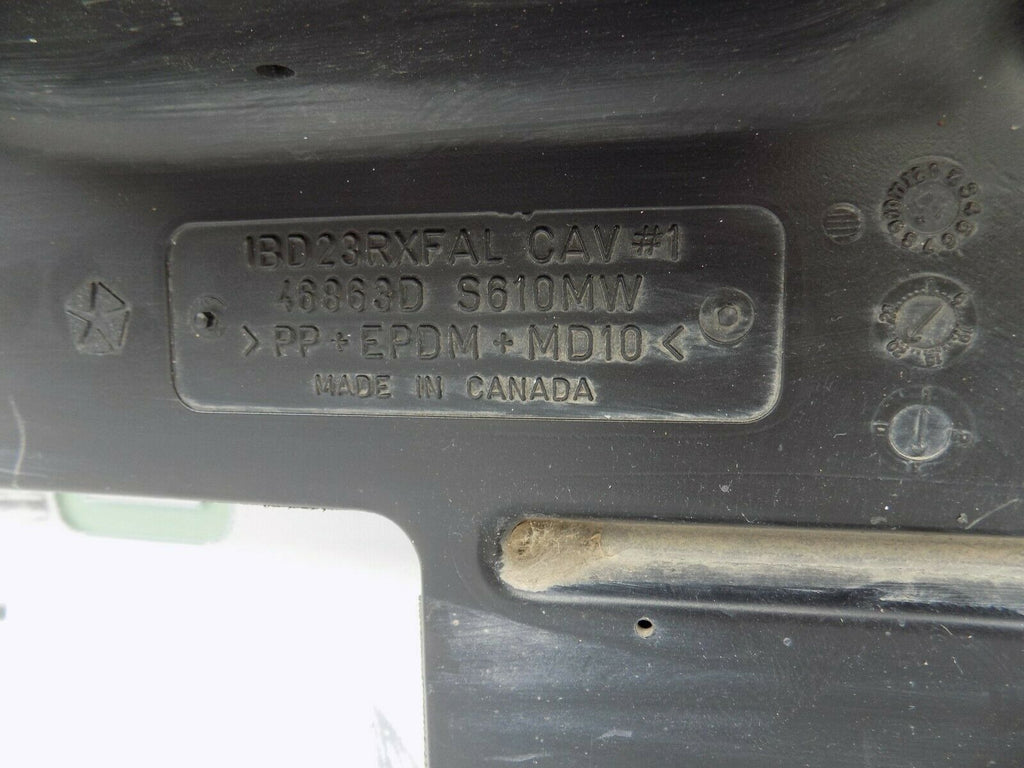 1BD23RXFAL CAV #1
46863D S610MW
>PP+EPDM+MD10<
MADE IN CANADA